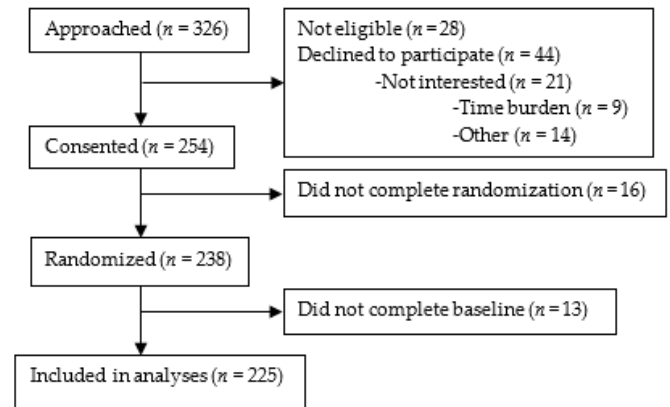 Approached (n = 326)
Not eligible (n = 28)
Declined to participate (n = 44)
-Not interested (n = 21)
-Time burden (n = 9)
-Other (n = 14)
Consented (n = 254)
Did not complete randomization (n = 16)
Randomized (n = 238)
Did not complete baseline (n = 13)
Included in analyses (n = 225)